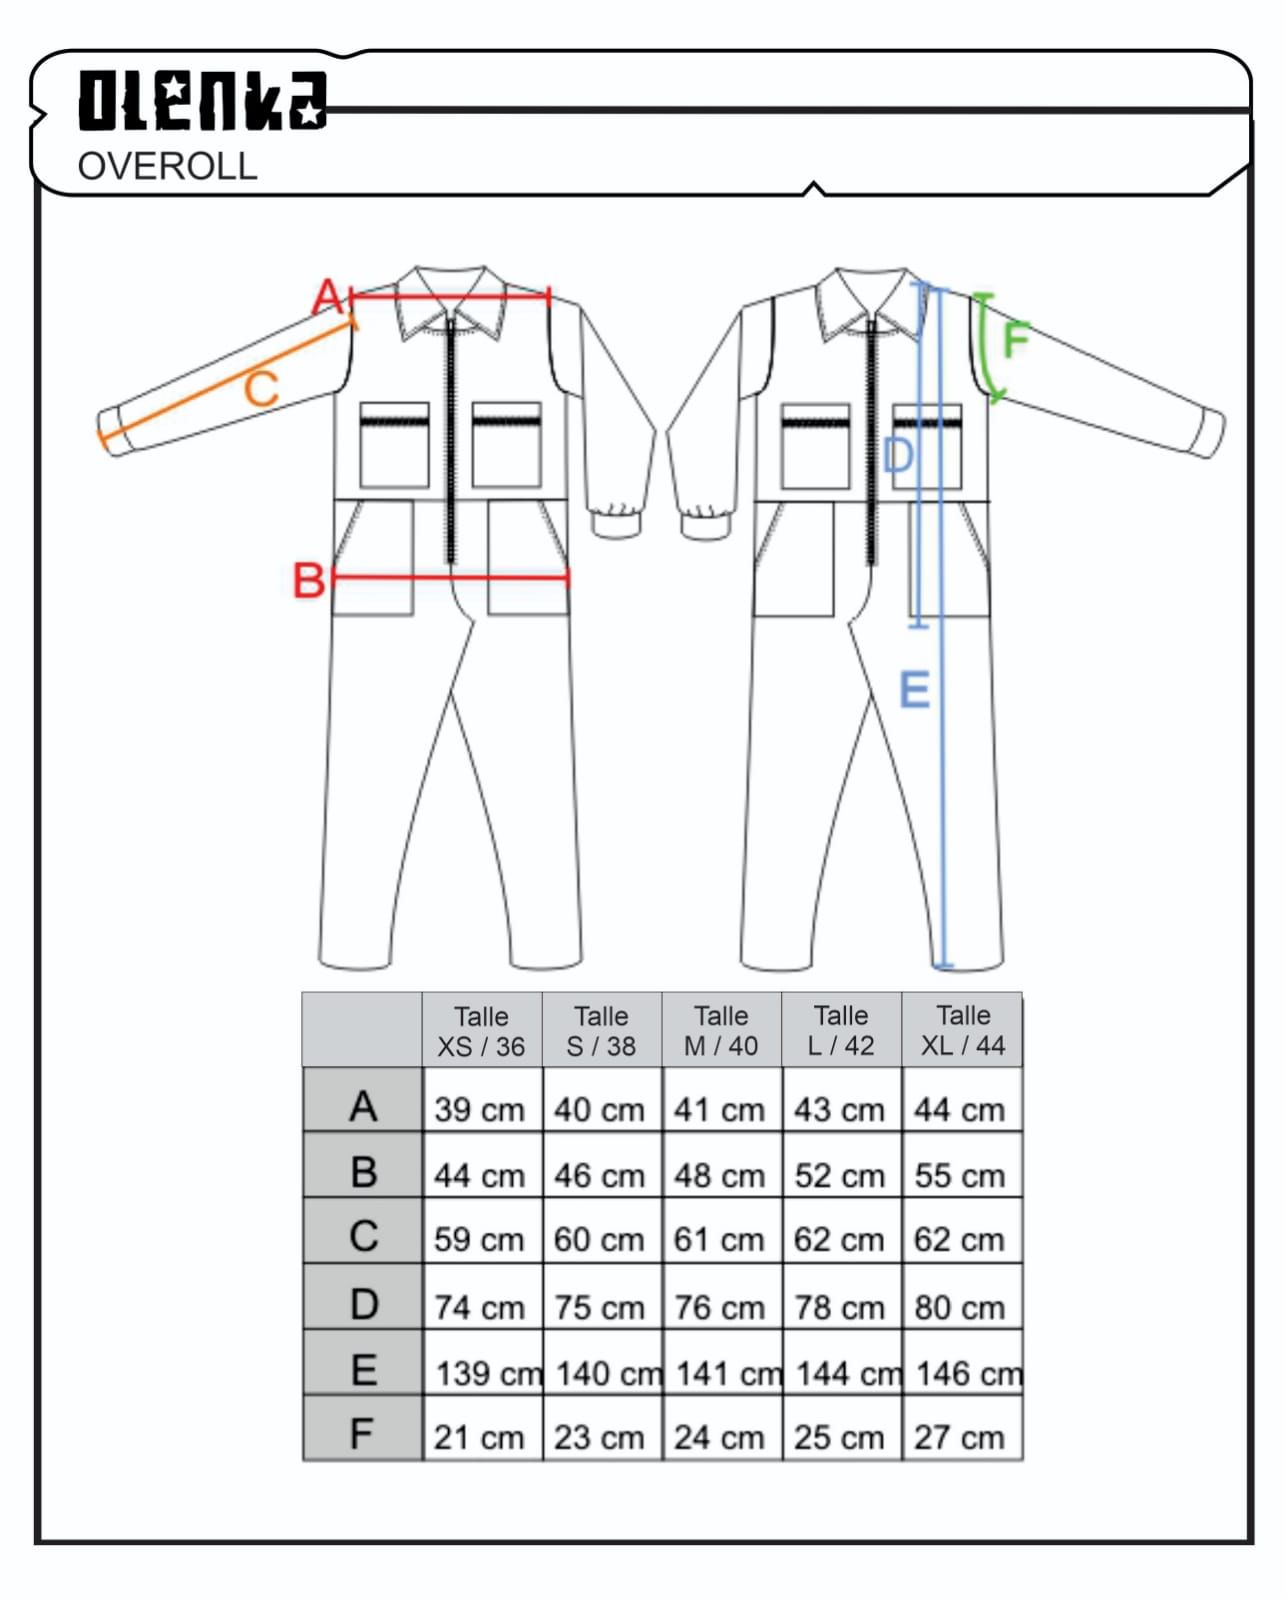 Olenka
OVEROLL
A
C
B
F
D
E
Talle XS / 36 Talle S / 38 Talle M / 40 Talle L / 42 Talle XL / 44
A 39 cm 40 cm 41 cm 43 cm 44 cm
B 44 cm 46 cm 48 cm 52 cm 55 cm
C 59 cm 60 cm 61 cm 62 cm 62 cm
D 74 cm 75 cm 76 cm 78 cm 80 cm
E 139 cm 140 cm 141 cm 144 cm 146 cm
F 21 cm 23 cm 24 cm 25 cm 27 cm